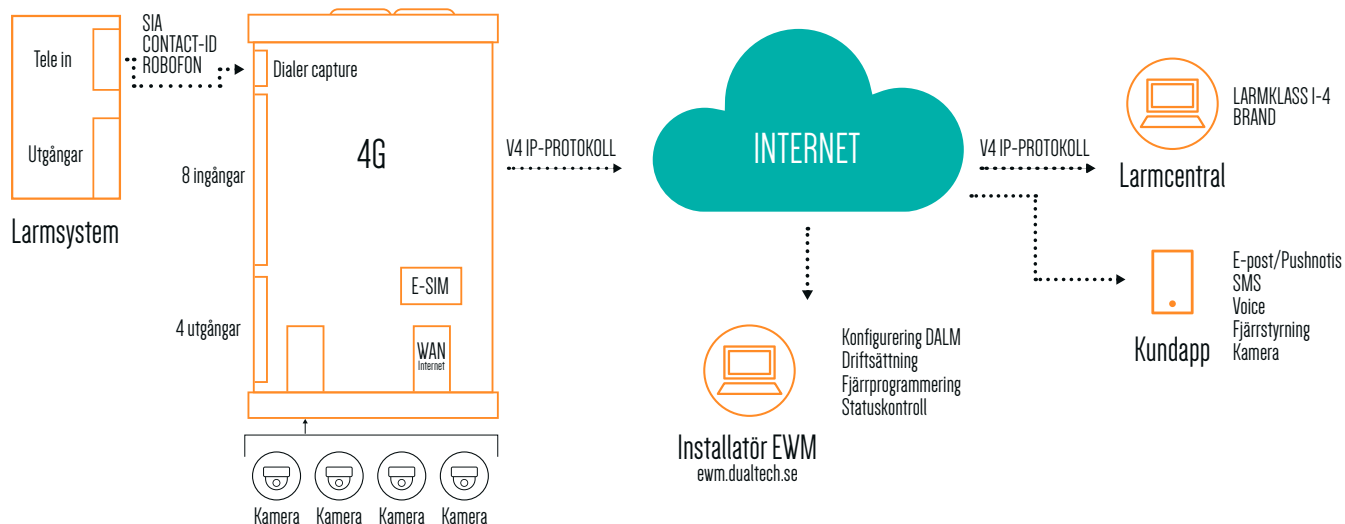 Tele in
Utgångar
Larmsystem
SIA
CONTACT-ID
ROBOFON
Dialer capture
8 ingångar
4G
E-SIM
4 utgångar
WAN
Internet
Kamera
Kamera
Kamera
Kamera
V4 IP-PROTOKOLL
INTERNET
V4 IP-PROTOKOLL
LARMKLASS 1-4
BRAND
Larmcentral
E-post/Pushnotis
SMS
Voice
Fjärrstyrning
Kamera
Kundapp
Konfigurering DALM
Driftsättning
Fjärrprogrammering
Statuskontroll
Installatör EWM
ewm.dualtech.se